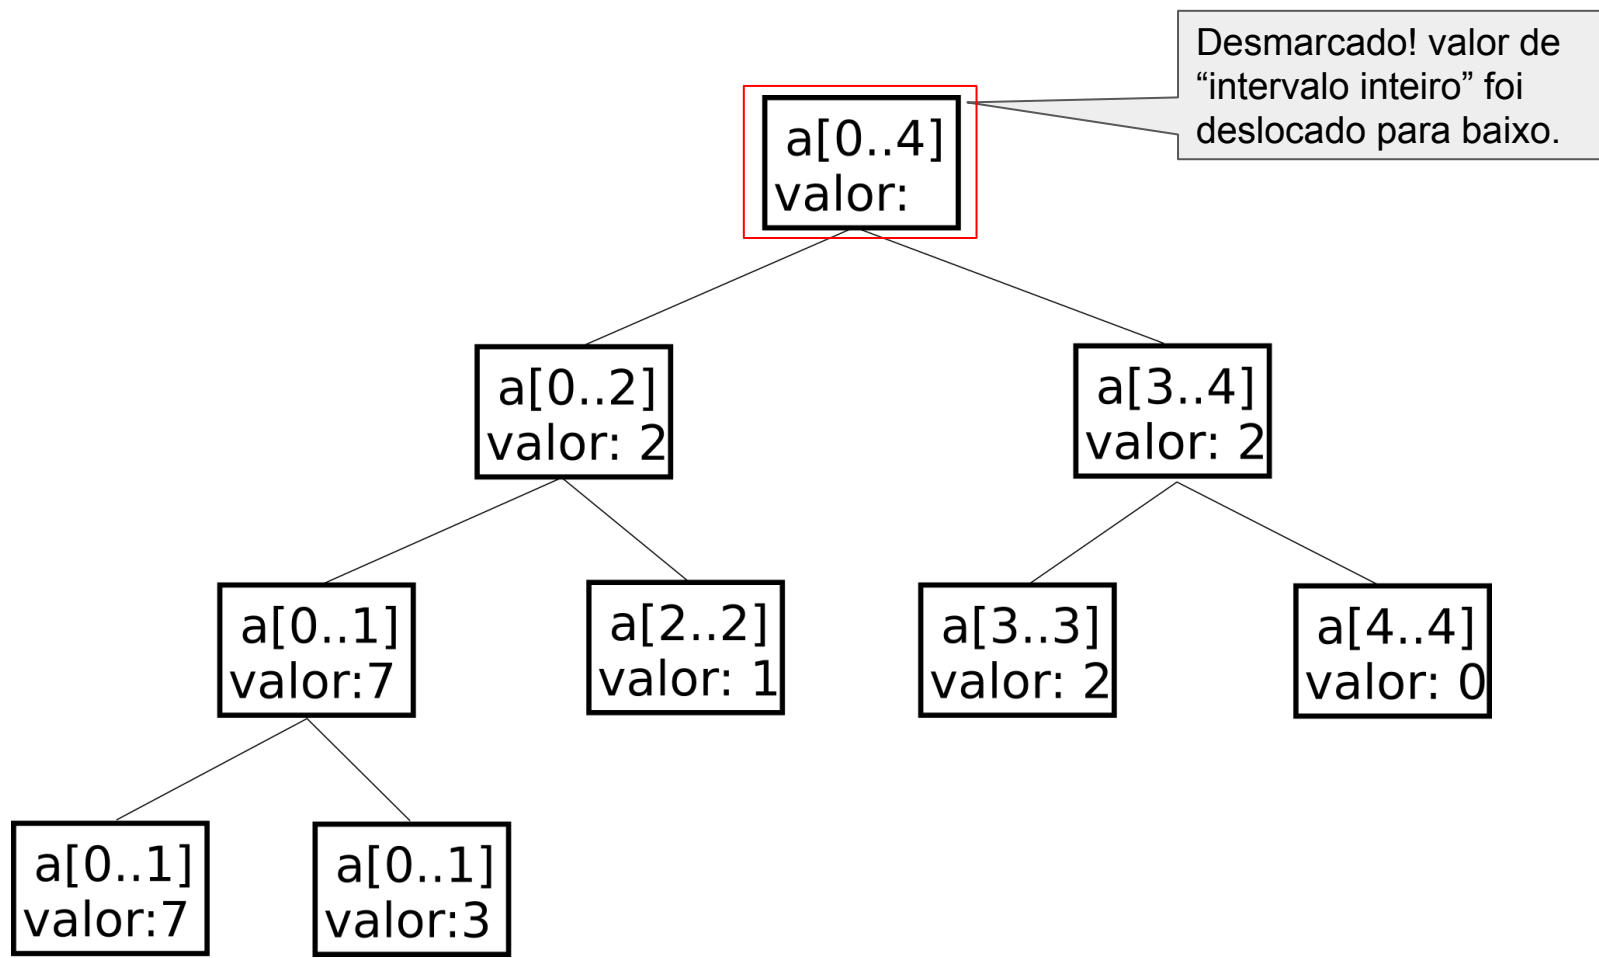 Desmarcado! valor de
“intervalo inteiro” foi
deslocado para baixo.
a[0..4]
valor:
a[0..2]
valor: 2
a[3..4]
valor: 2
a[0..1]
valor:7
a[2..2]
valor: 1
a[3..3]
valor: 2
a[4..4]
valor: 0
a[0..1]
valor:7
a[0..1]
valor:3